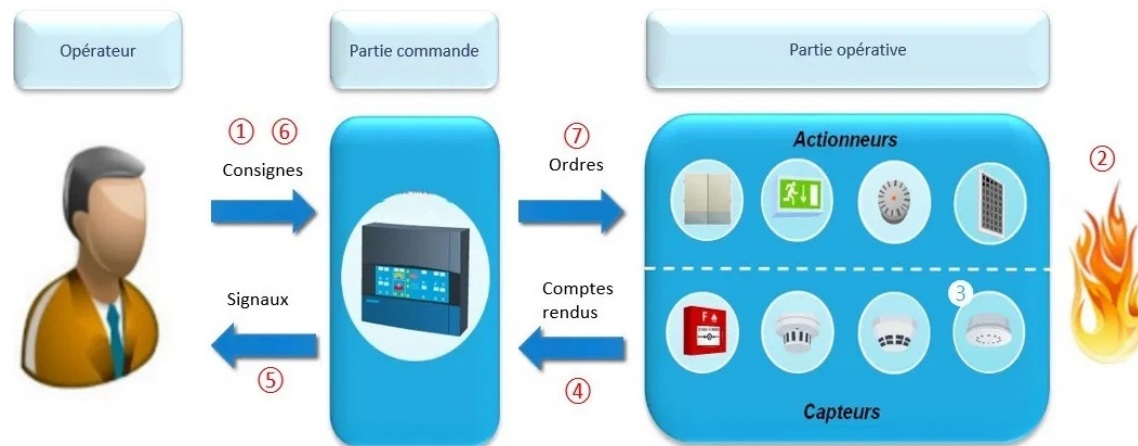 Opérateur
Partie commande
Partie opérative
① ⑥
Consignes
⑦
Ordres
Actionneurs
②
Signaux
⑤
Comptes
rendus
④
③
F
Capteurs